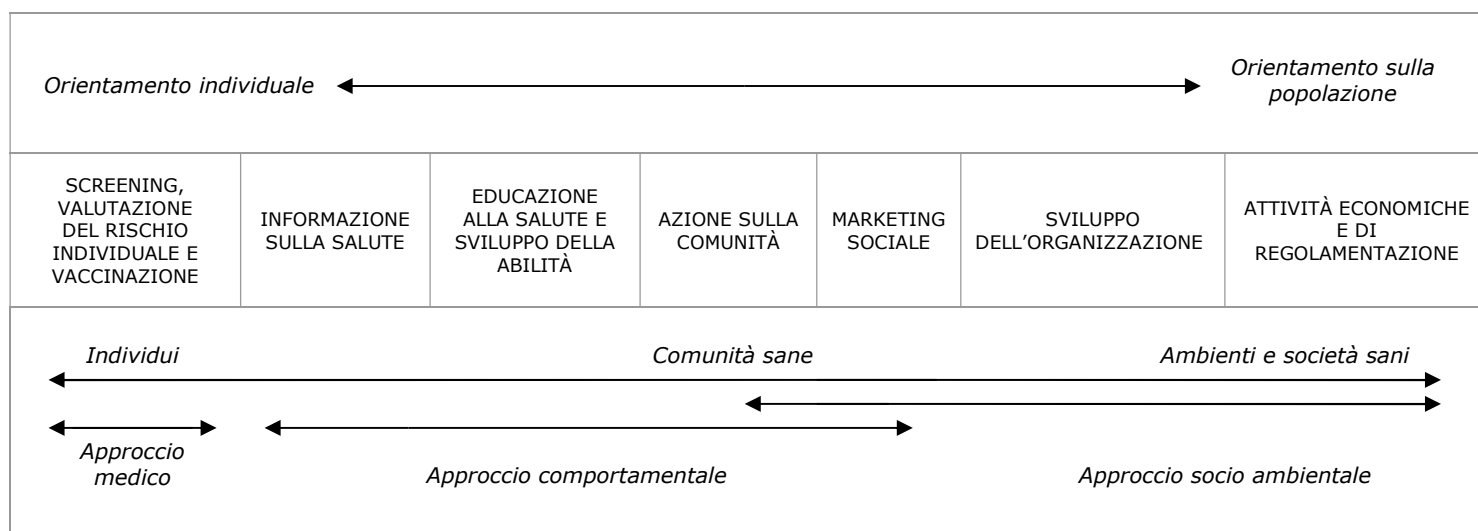 Orientamento individuale
Orientamento sulla
popolazione
SCREENING,
VALUTAZIONE
DEL RISCHIO
INDIVIDUALE E
VACCINAZIONE
INFORMAZIONE
SULLA SALUTE
EDUCAZIONE
ALLA SALUTE E
SVILUPPO DELLA
ABILITÀ
AZIONE SULLA
COMUNITÀ
MARKETING
SOCIALE
SVILUPPO
DELL’ORGANIZZAZIONE
ATTIVITÀ ECONOMICHE
E DI
REGOLAMENTAZIONE
Individui
Comunità sane
Ambienti e società sani
Approccio
medico
Approccio comportamentale
Approccio socio ambientale